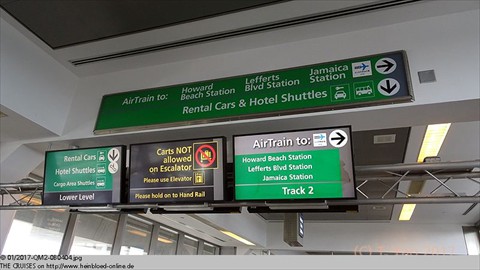 AirTrain to: Howard Beach Station Lefferts Blvd Station Jamaica Station
Rental Cars & Hotel Shuttles
Rental Cars
Hotel Shuttles
Cargo Area Shuttles
Lower Level
Carts NOT
allowed
on Escalator
Please use Elevator
Please hold on to Hand Rail
AirTrain to:
Howard Beach Station
Lefferts Blvd Station
Jamaica Station
Track 2
© 01/2017-QM2-080404.jpg
THE CRUISES on http://www.heinbloed-online.de